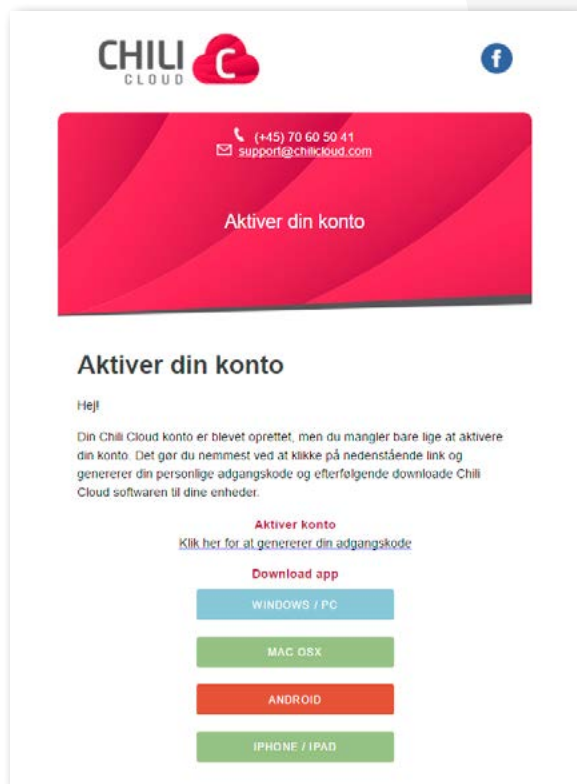 CHILI
CLOUD
C
f
(+45) 70 60 50 41
support@chilicloud.com
Aktiver din konto
Aktiver din konto
Hej!
Din Chili Cloud konto er blevet oprettet, men du mangler bare lige at aktivere
din konto. Det gør du nemmest ved at klikke på nedenstående link og
genererer din personlige adgangskode og efterfølgende downloade Chili
Cloud softwaren til dine enheder.
Aktiver konto
Klik her for at genererer din adgangskode
Download app
WINDOWS / PC
MAC OSX
ANDROID
IPHONE / IPAD